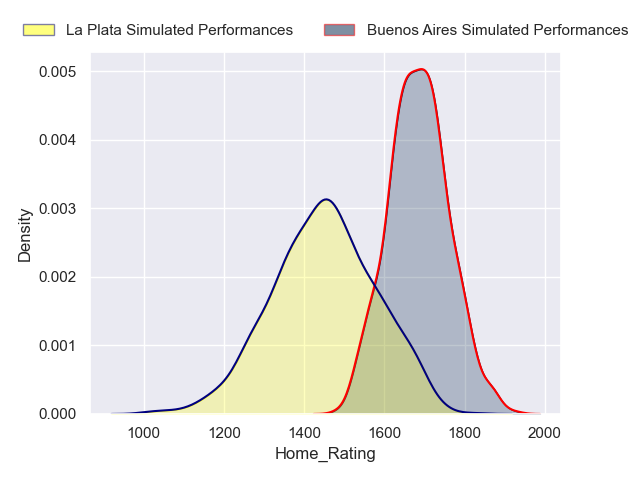 La Plata Simulated Performances Buenos Aires Simulated Performances
0.005
0.004
0.003
0.002
0.001
0.000
Density
1000 1200 1400 1600 1800 2000
Home_Rating